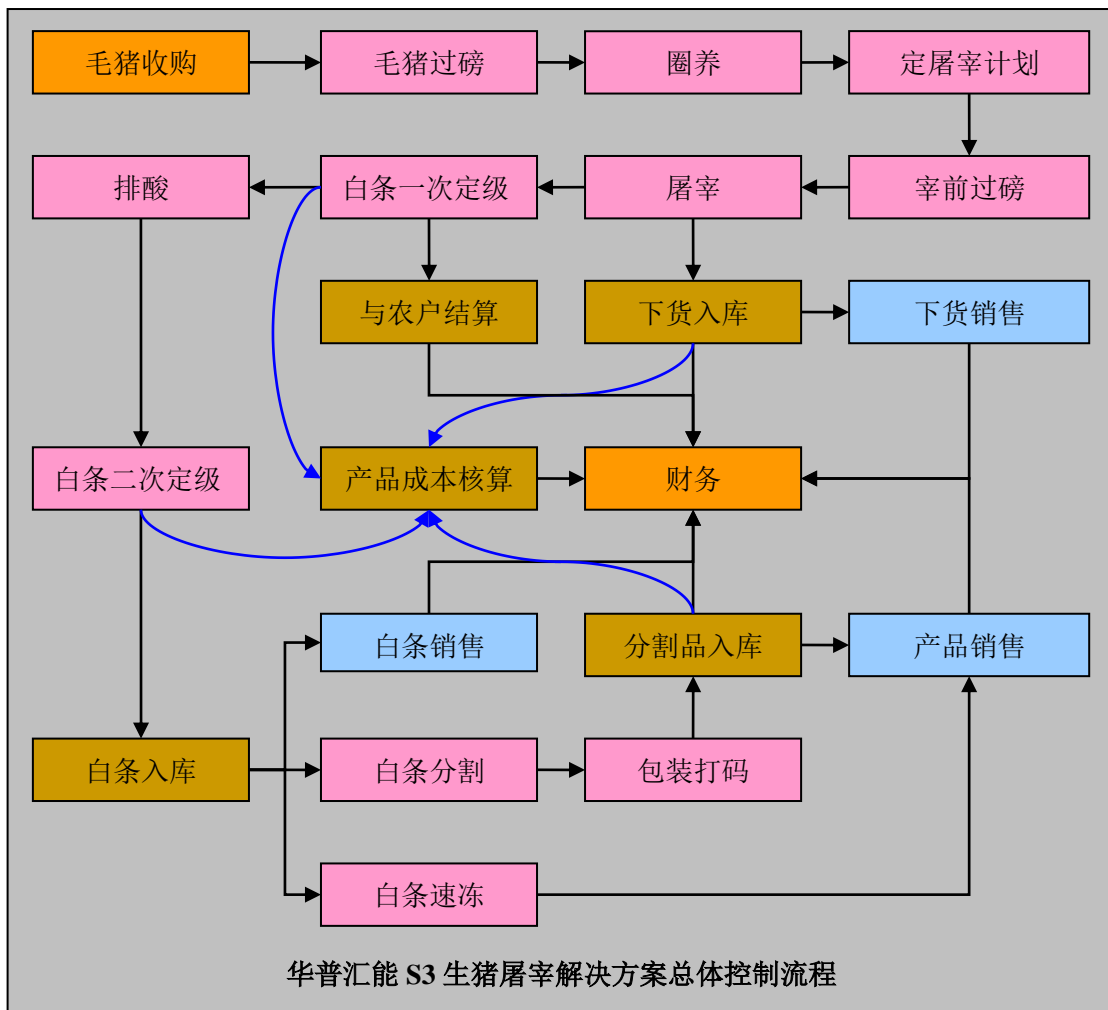 毛猪收购
毛猪过磅
圈养
定屠宰计划
排酸
白条一次定级
屠宰
宰前过磅
与农户结算
下货入库
下货销售
白条二次定级
产品成本核算
财务
白条销售
分割品入库
产品销售
白条入库
白条分割
包装打码
白条速冻
华普汇能 S3 生猪屠宰解决方案总体控制流程